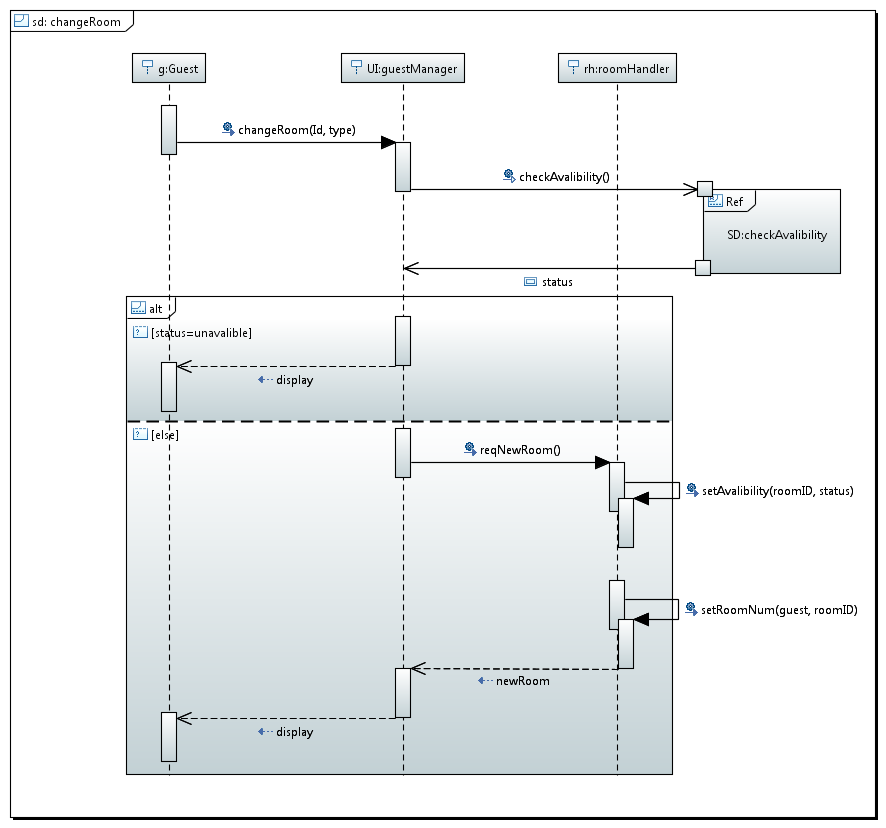 sd: changeRoom
g:Guest
UI:guestManager
rh:roomHandler
changeRoom(Id, type)
checkAvalibility()
Ref
SD:checkAvalibility
status
alt
[status=unavalible]
display
[else]
reqNewRoom()
setAvalibility(roomID, status)
setRoomNum(guest, roomID)
newRoom
display